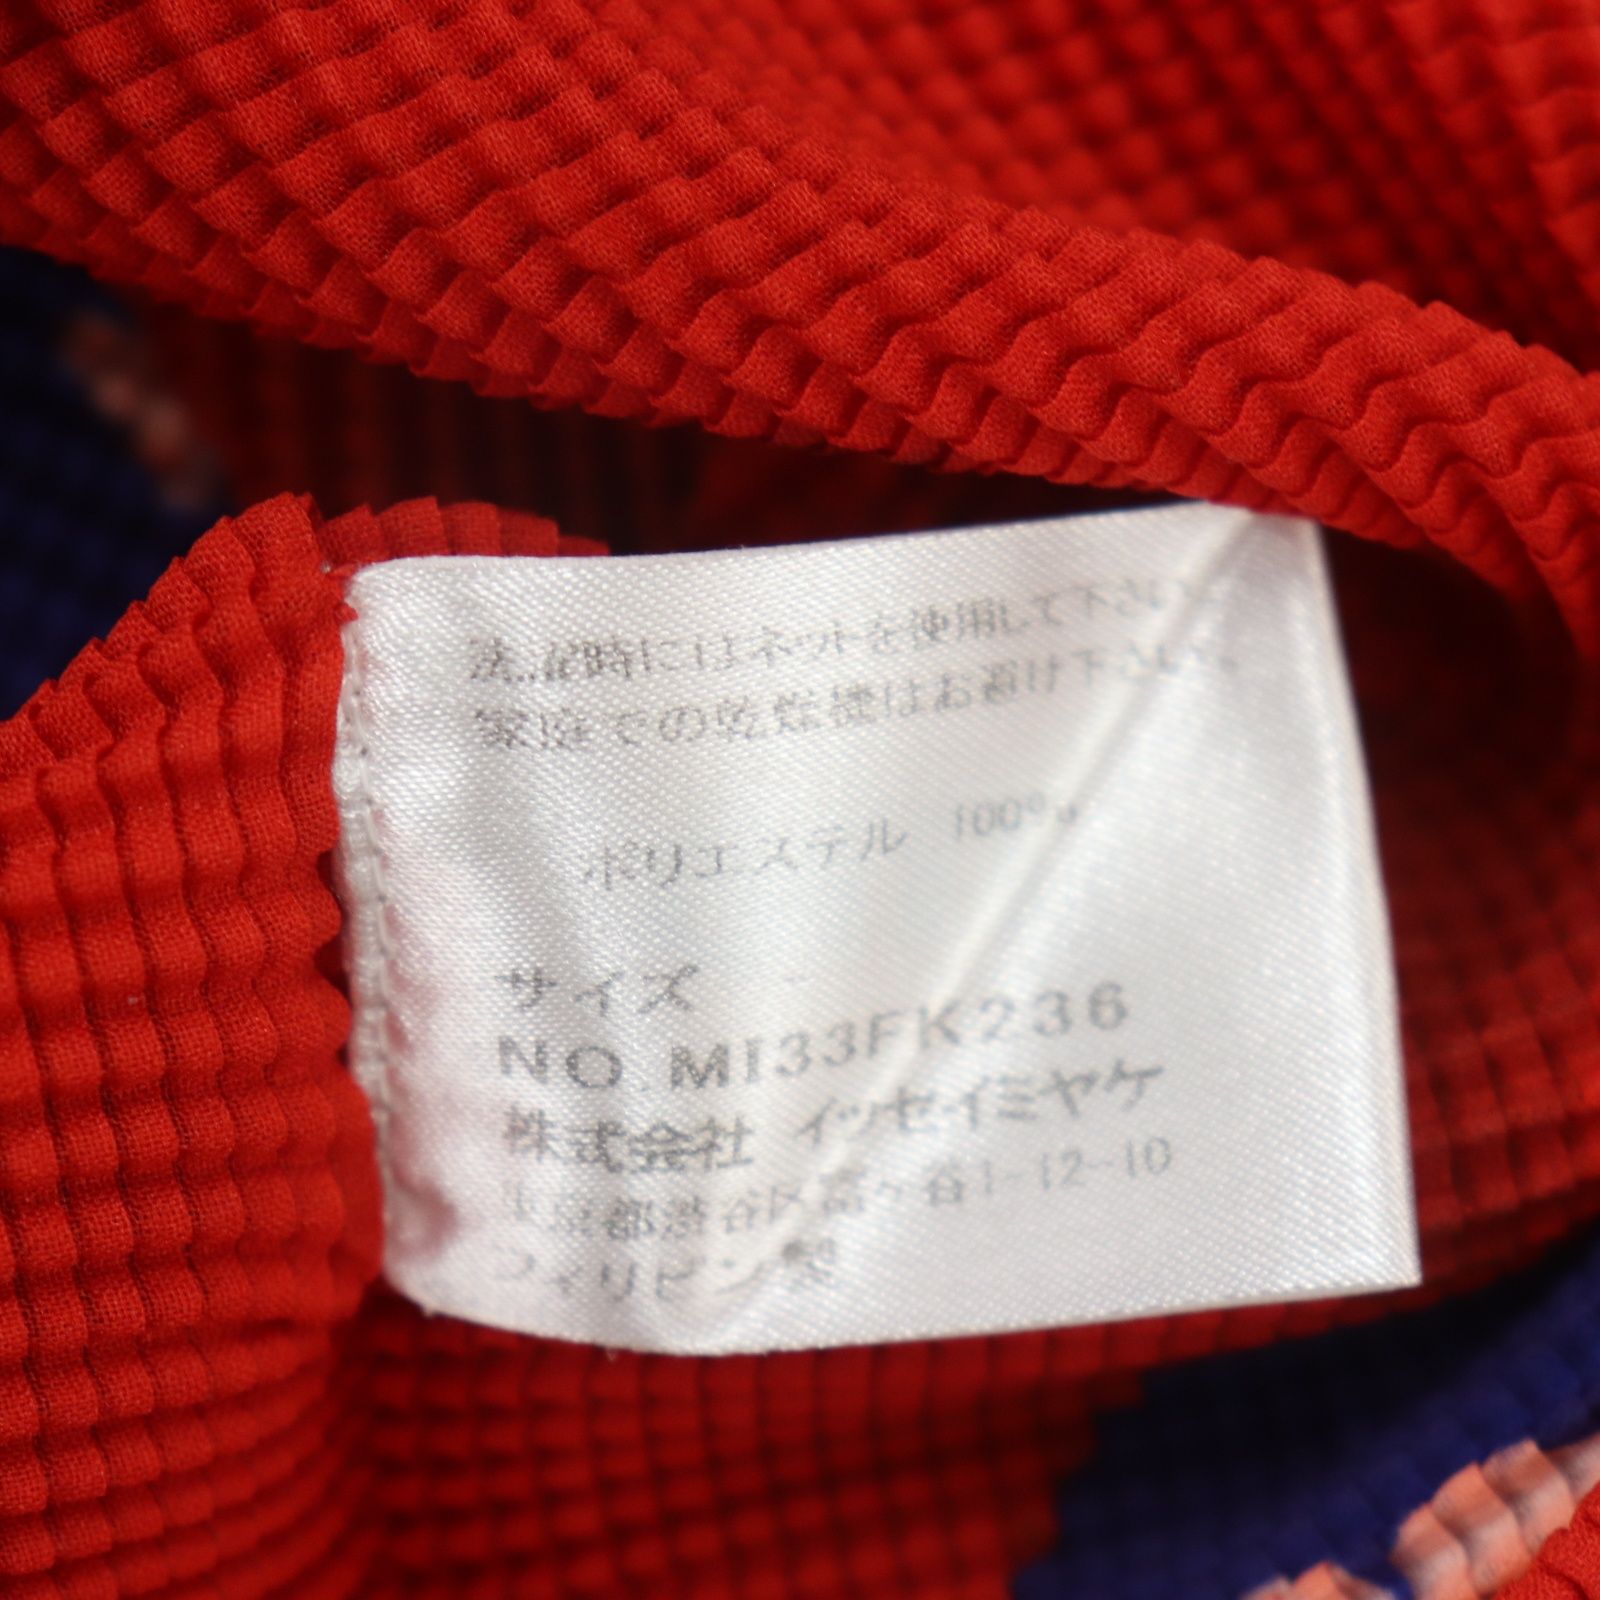 洗濯時にはネットを使用して下さい。
家庭での乾燥機はお避け下さい。
ポリエステル 100%
サイズ -
NO. MI33FK236
株式会社 イッセイミヤケ
東京都渋谷区富ヶ谷1-12-10
フィリピン製